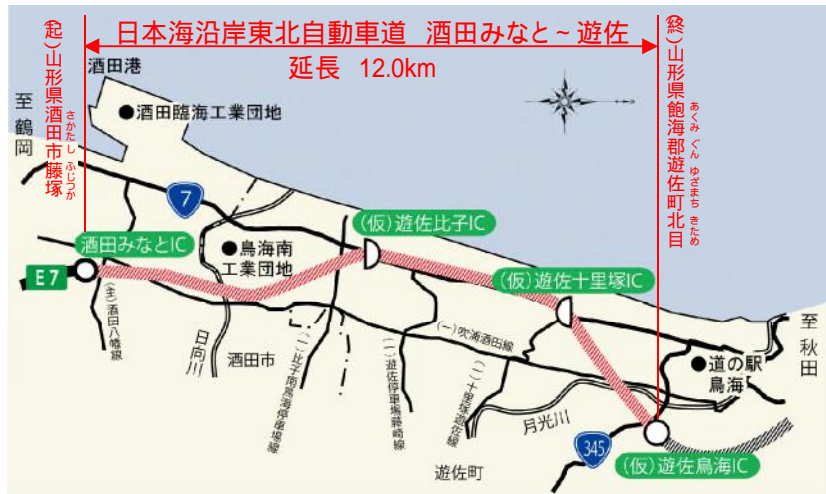 日本海沿岸東北自動車道 酒田みなと~遊佐
延長 12.0km
(起)山形県酒田市藤塚
さかたし ふじつか
(終)山形県飽海郡遊佐町北目
あくみ ぐん ゆざまち きため
至鶴岡
酒田港
酒田臨海工業団地
7
酒田みなとIC
E7
鳥海南
工業団地
(仮)遊佐比子IC
(仮)遊佐十里塚IC
至秋田
(主)酒田八幡線
日向川
酒田市
(一)比子南鳥海停車場線
(一)遊佐停車場藤崎線
(一)吹浦酒田線
(一)十里塚遊佐線
月光川
道の駅
鳥海
345
(仮)遊佐鳥海IC
遊佐町